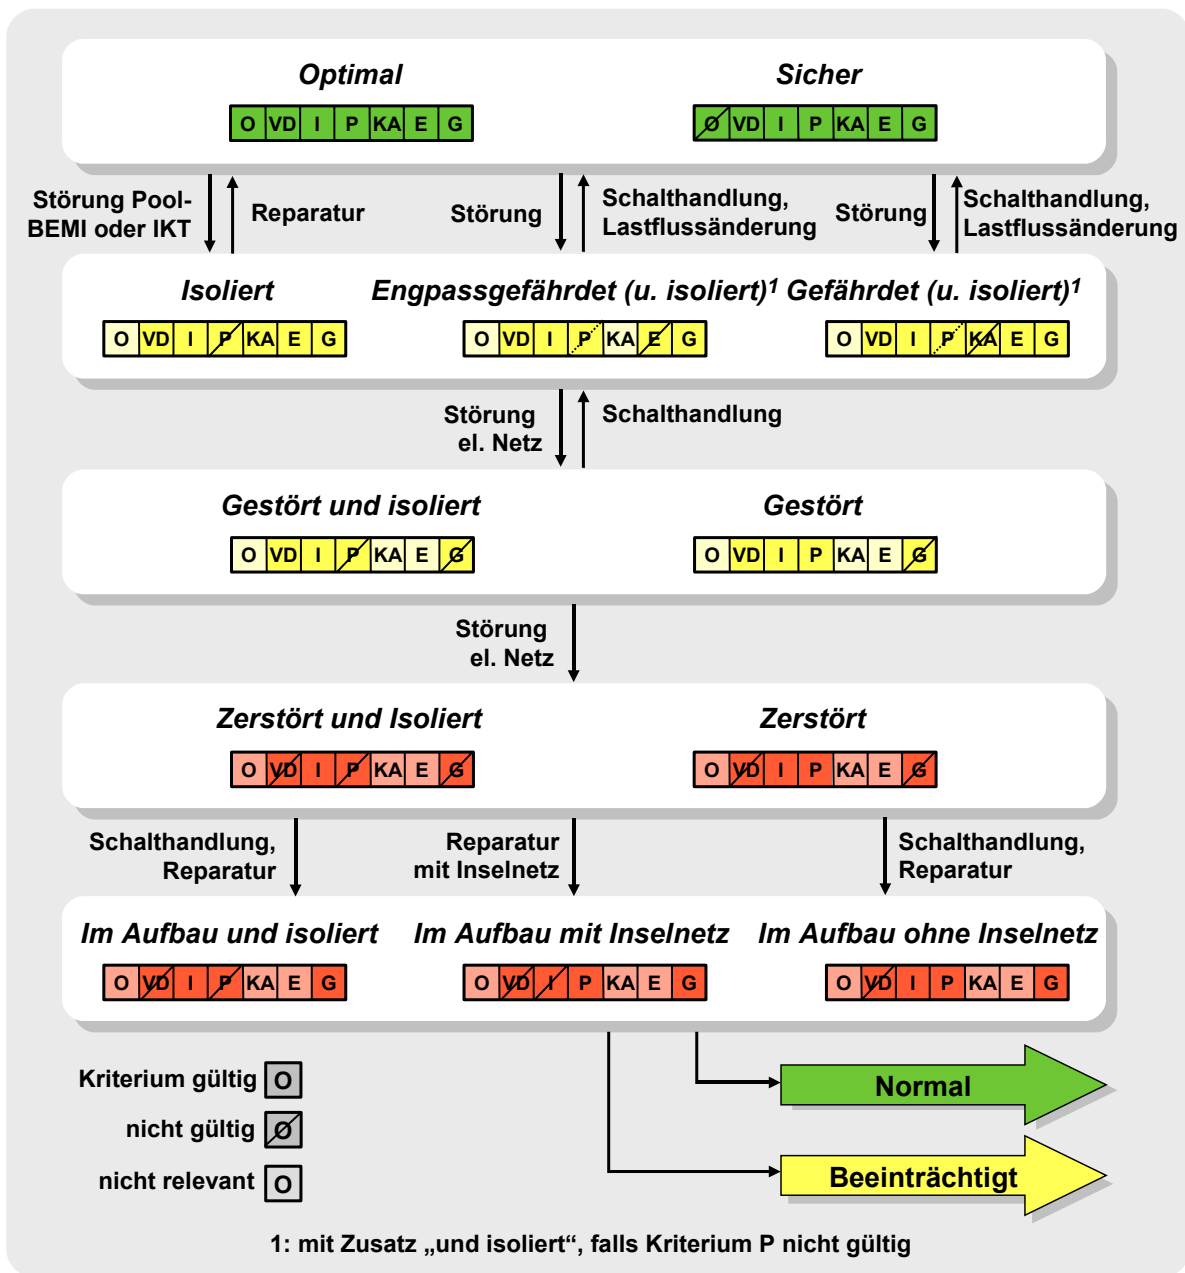 Optimal Sicher
O VD I P KA E G O VD I P KA E G
Störung Pool-
BEMI oder IKT
Reparatur
Störung
Schalthandlung,
Lastflussänderung
Störung
Schalthandlung,
Lastflussänderung
Isoliert Engpassgefährdet (u. isoliert)1 Gefährdet (u. isoliert)1
O VD I P KA E G O VD I P KA E G O VD I P KA E G
Störung
el. Netz
Schalthandlung
Gestört und isoliert Gestört
O VD I P KA E G O VD I P KA E G
Störung
el. Netz
Zerstört und Isoliert Zerstört
O VD I P KA E G O VD I P KA E G
Schalthandlung,
Reparatur
Reparatur
mit Inselnetz
Schalthandlung,
Reparatur
Im Aufbau und isoliert Im Aufbau mit Inselnetz Im Aufbau ohne Inselnetz
O VD I P KA E G O VD I P KA E G O VD I P KA E G
Kriterium gültig O
nicht gültig O
nicht relevant O
Normal
Beeinträchtigt
1: mit Zusatz „und isoliert“, falls Kriterium P nicht gültig